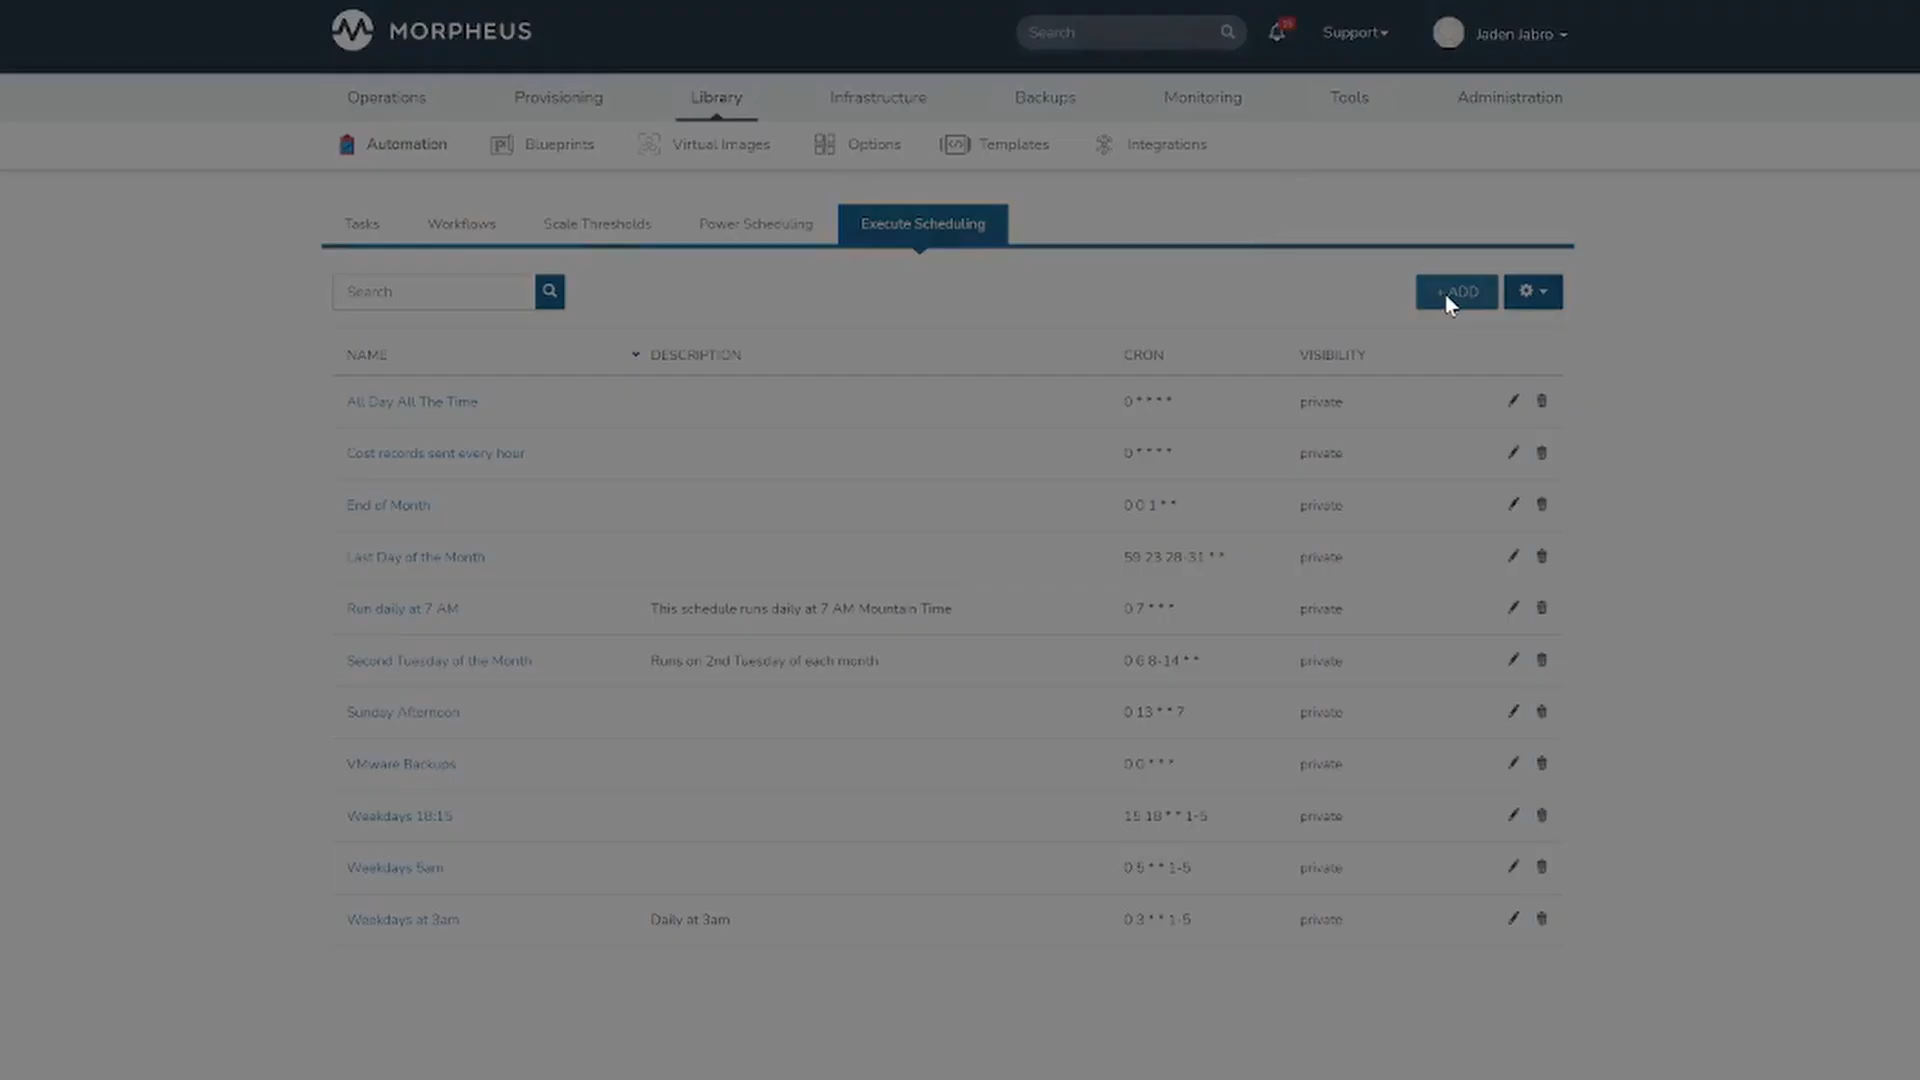 MORPHEUS
Search
Support
Jaden Jabro
Operations Provisioning Library Infrastructure Backups Monitoring Tools Administration
Automation Blueprints Virtual Images Options Templates Integrations
Tasks Workflows Scale Thresholds Power Scheduling Execute Scheduling
Search
+ ADD
NAME DESCRIPTION CRON VISIBILITY
All Day All The Time 0 * * * * private
Cost records sent every hour 0 * * * * private
End of Month 0 0 1 * * private
Last Day of the Month 59 23 28-31 * * private
Run daily at 7 AM This schedule runs daily at 7 AM Mountain Time 0 7 * * * private
Second Tuesday of the Month Runs on 2nd Tuesday of each month 0 6 8-14 * * private
Sunday Afternoon 0 13 * * 7 private
VMware Backups 0 0 * * * private
Weekdays 18:15 15 18 * * 1-5 private
Weekdays 5am 0 5 * * 1-5 private
Weekdays at 3am Daily at 3am 0 3 * * 1-5 private